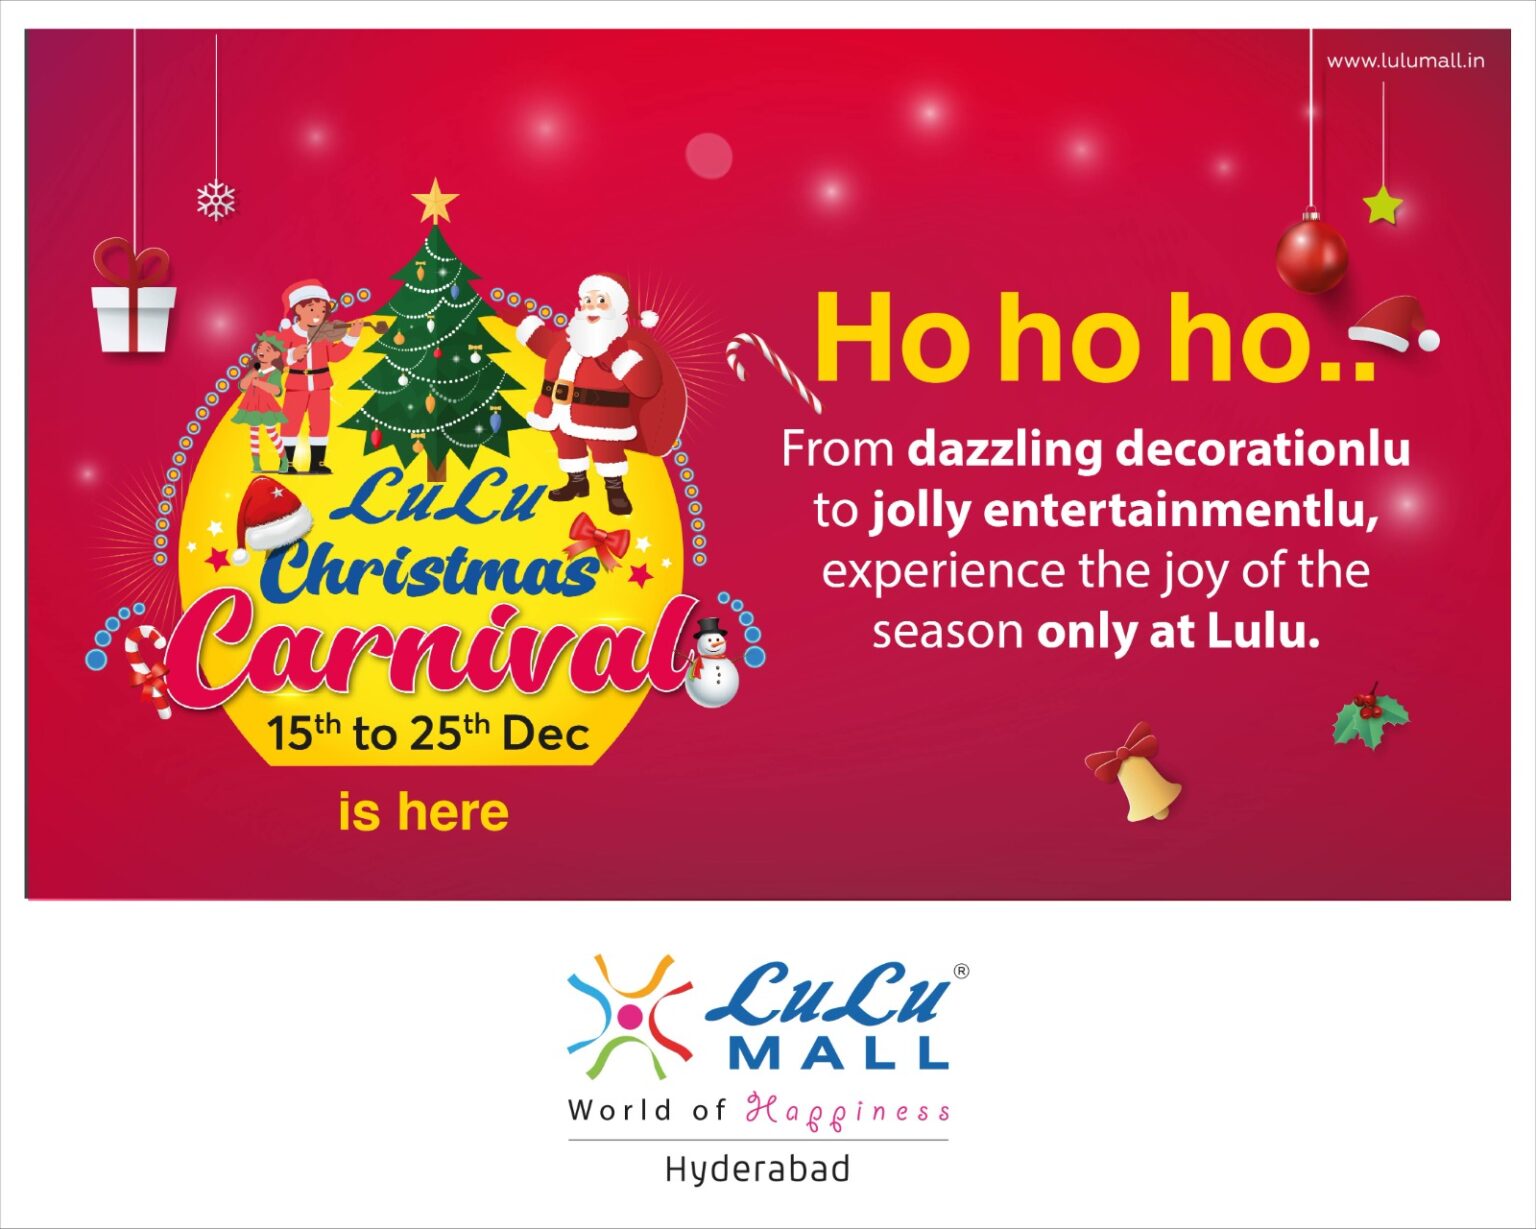 www.lulumall.in
LuLu
Christmas
Carnival
15th to 25th Dec
is here
Ho ho ho..
From dazzling decorationlu
to jolly entertainmentlu,
experience the joy of the
season only at Lulu.
LuLu®
MALL
World of Happiness
Hyderabad